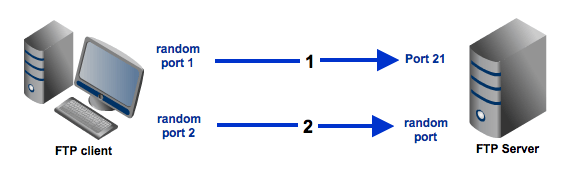 random
port 1
1
Port 21
random
port 2
2
random
port
FTP client
FTP Server